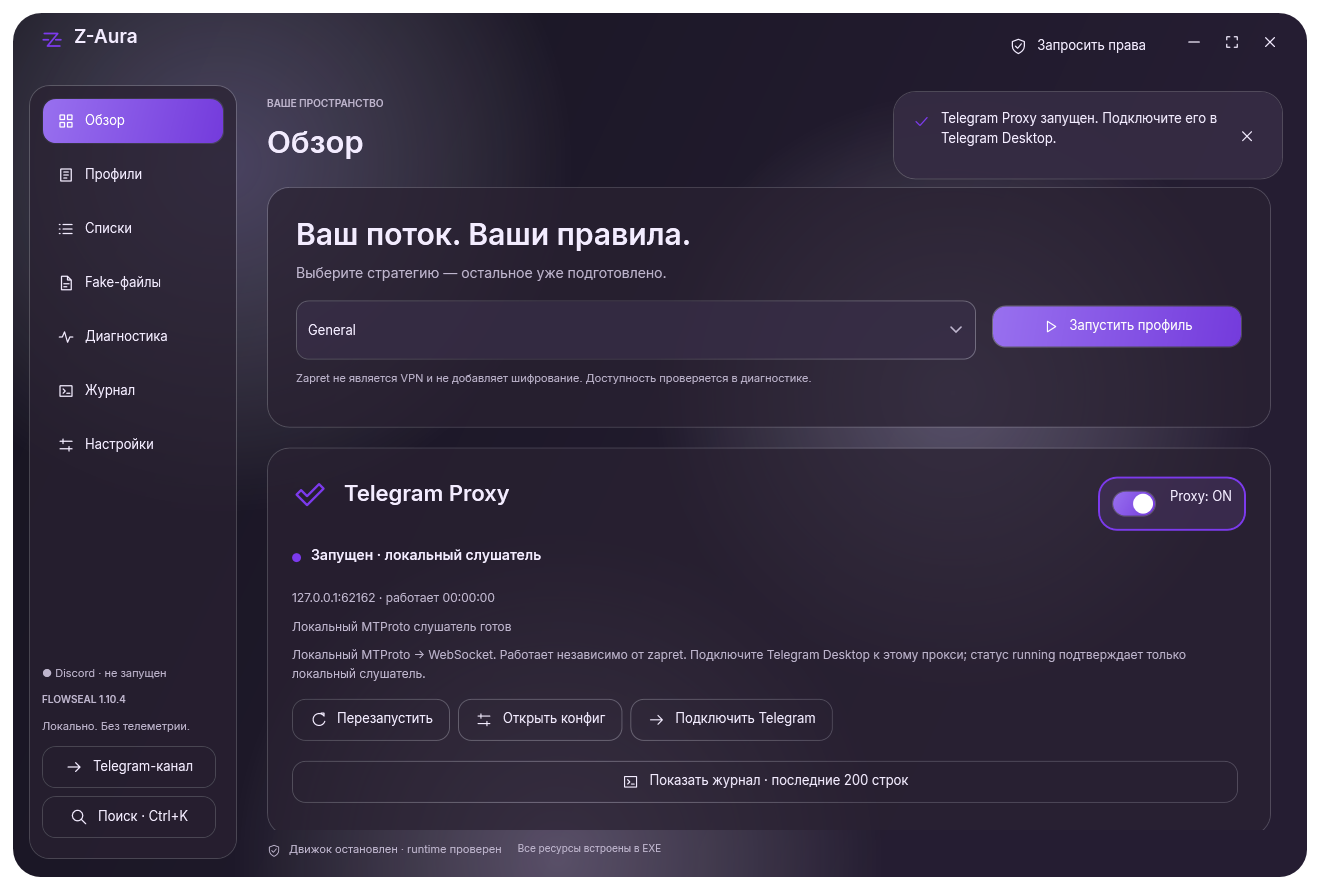 Z-Aura
Запросить права
Обзор
Профили
Списки
Fake-файлы
Диагностика
Журнал
Настройки
Discord · не запущен
FLOWSEAL 1.10.4
Локально. Без телеметрии.
Telegram-канал
Поиск · Ctrl+K
ВАШЕ ПРОСТРАНСТВО
Обзор
Telegram Proxy запущен. Подключите его в
Telegram Desktop.
Ваш поток. Ваши правила.
Выберите стратегию — остальное уже подготовлено.
General
Запустить профиль
Zapret не является VPN и не добавляет шифрование. Доступность проверяется в диагностике.
Telegram Proxy
Proxy: ON
Запущен · локальный слушатель
127.0.0.1:62162 · работает 00:00:00
Локальный MTProto слушатель готов
Локальный MTProto → WebSocket. Работает независимо от zapret. Подключите Telegram Desktop к этому прокси; статус running подтверждает только
локальный слушатель.
Перезапустить
Открыть конфиг
Подключить Telegram
Показать журнал · последние 200 строк
Движок остановлен · runtime проверен
Все ресурсы встроены в EXE